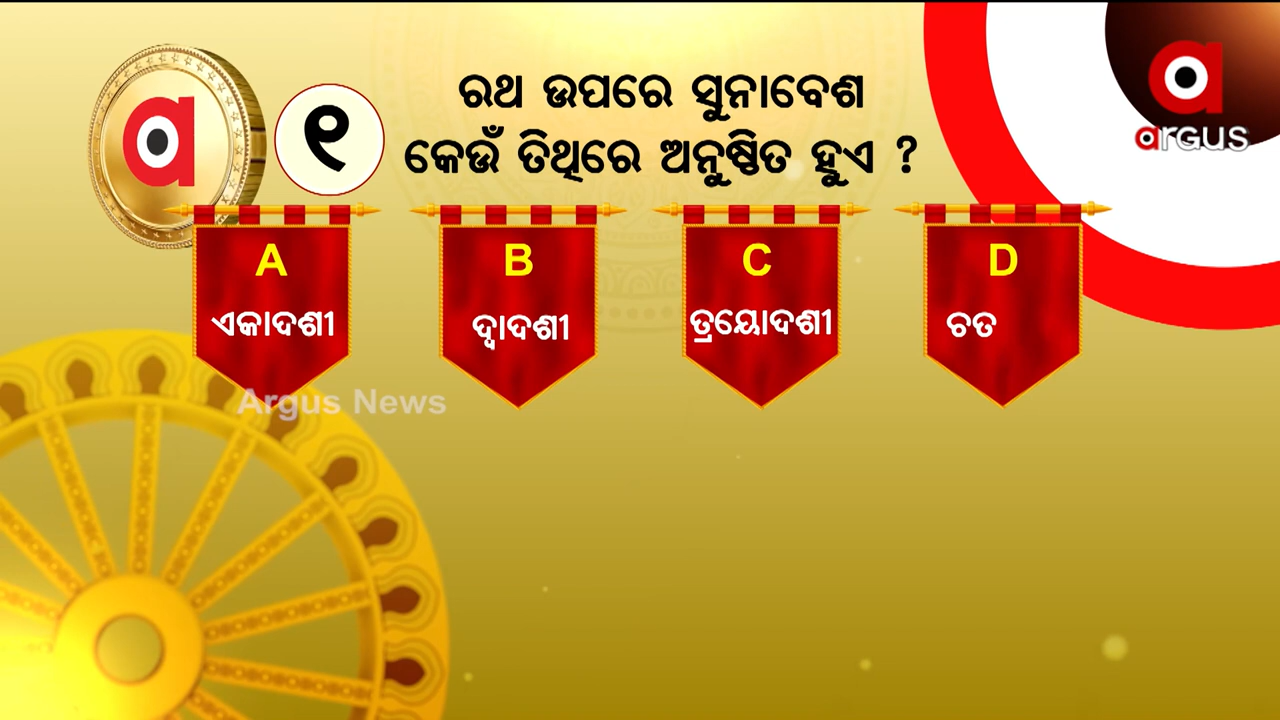 a
୧
ରଥ ଉପରେ ସୁନାବେଶ
କେଉଁ ତିଥିରେ ଅନୁଷ୍ଠିତ ହୁଏ ?
a
argus
A
ଏକାଦଶୀ
B
ଦ୍ୱାଦଶୀ
C
ତ୍ରୟୋଦଶୀ
D
ଚତ
Argus News